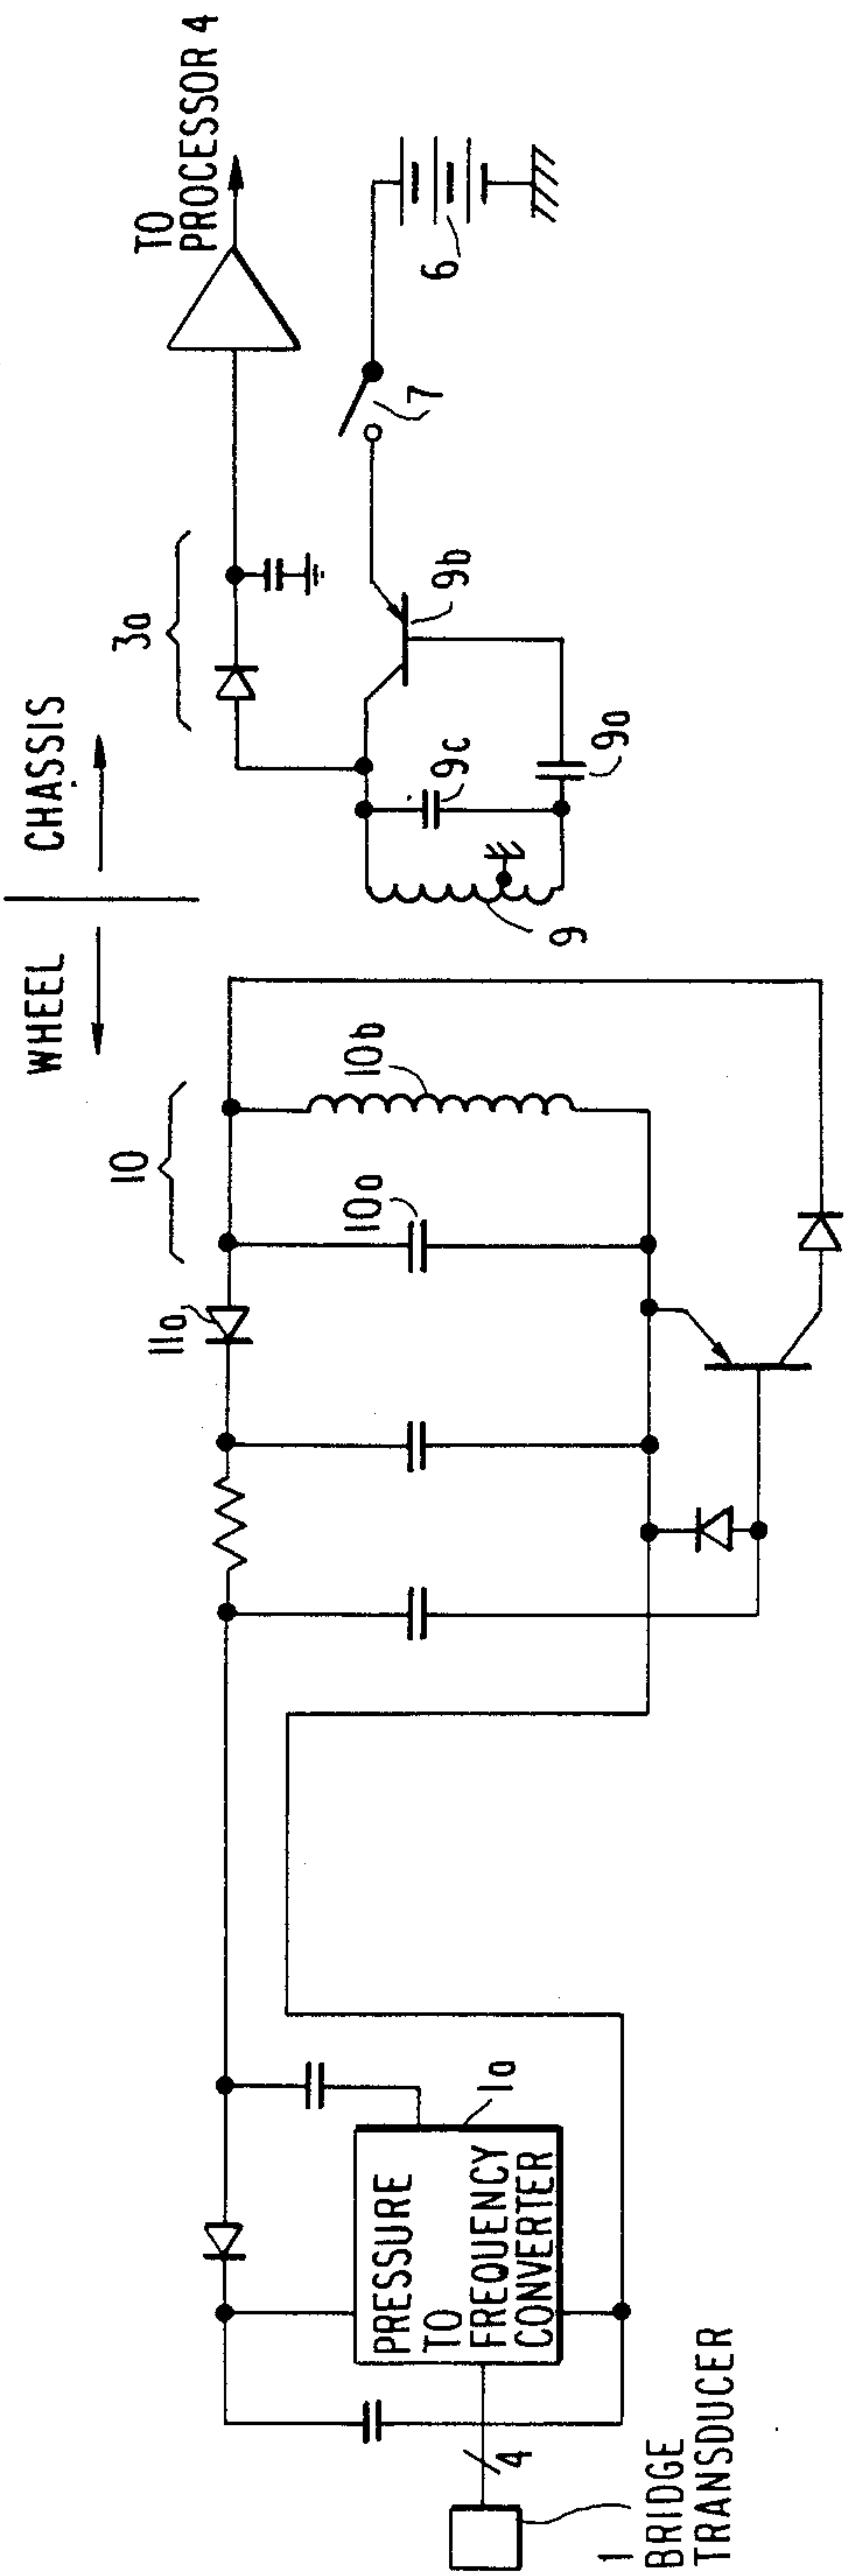 WHEEL
CHASSIS
TO
PROCESSOR 4
10
3a
11a
10a
10b
9c
9b
7
6
9
9a
1a
PRESSURE
TO
FREQUENCY
CONVERTER
4
1
BRIDGE
TRANSDUCER